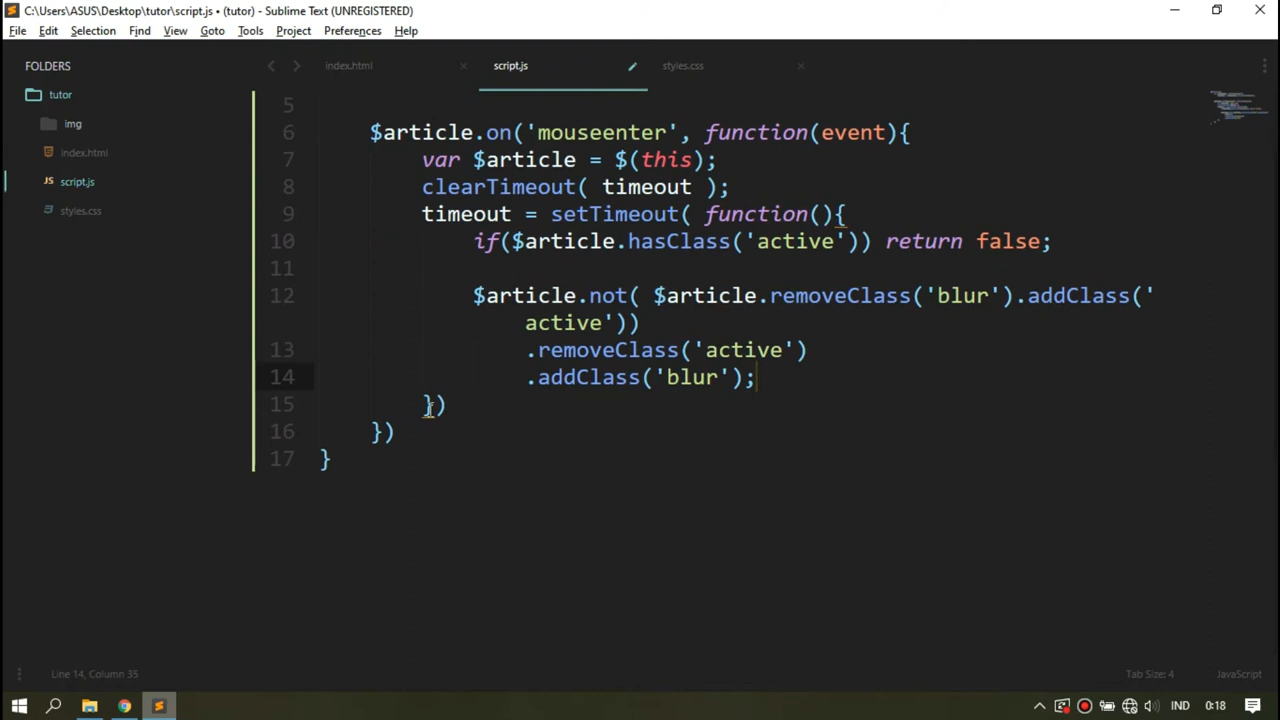 C:\Users\ASUS\Desktop\tutor\script.js • (tutor) - Sublime Text (UNREGISTERED)
File Edit Selection Find View Goto Tools Project Preferences Help
FOLDERS
tutor
img
index.html
script.js
styles.css
index.html script.js styles.css
5
6 $article.on('mouseenter', function(event){
7 var $article = $(this);
8 clearTimeout( timeout );
9 timeout = setTimeout( function(){
10 if($article.hasClass('active')) return false;
11
12 $article.not( $article.removeClass('blur').addClass('
active'))
13 .removeClass('active')
14 .addClass('blur');
15 })
16 })
17 }
Line 14, Column 35 Tab Size: 4 JavaScript
IND 0:18